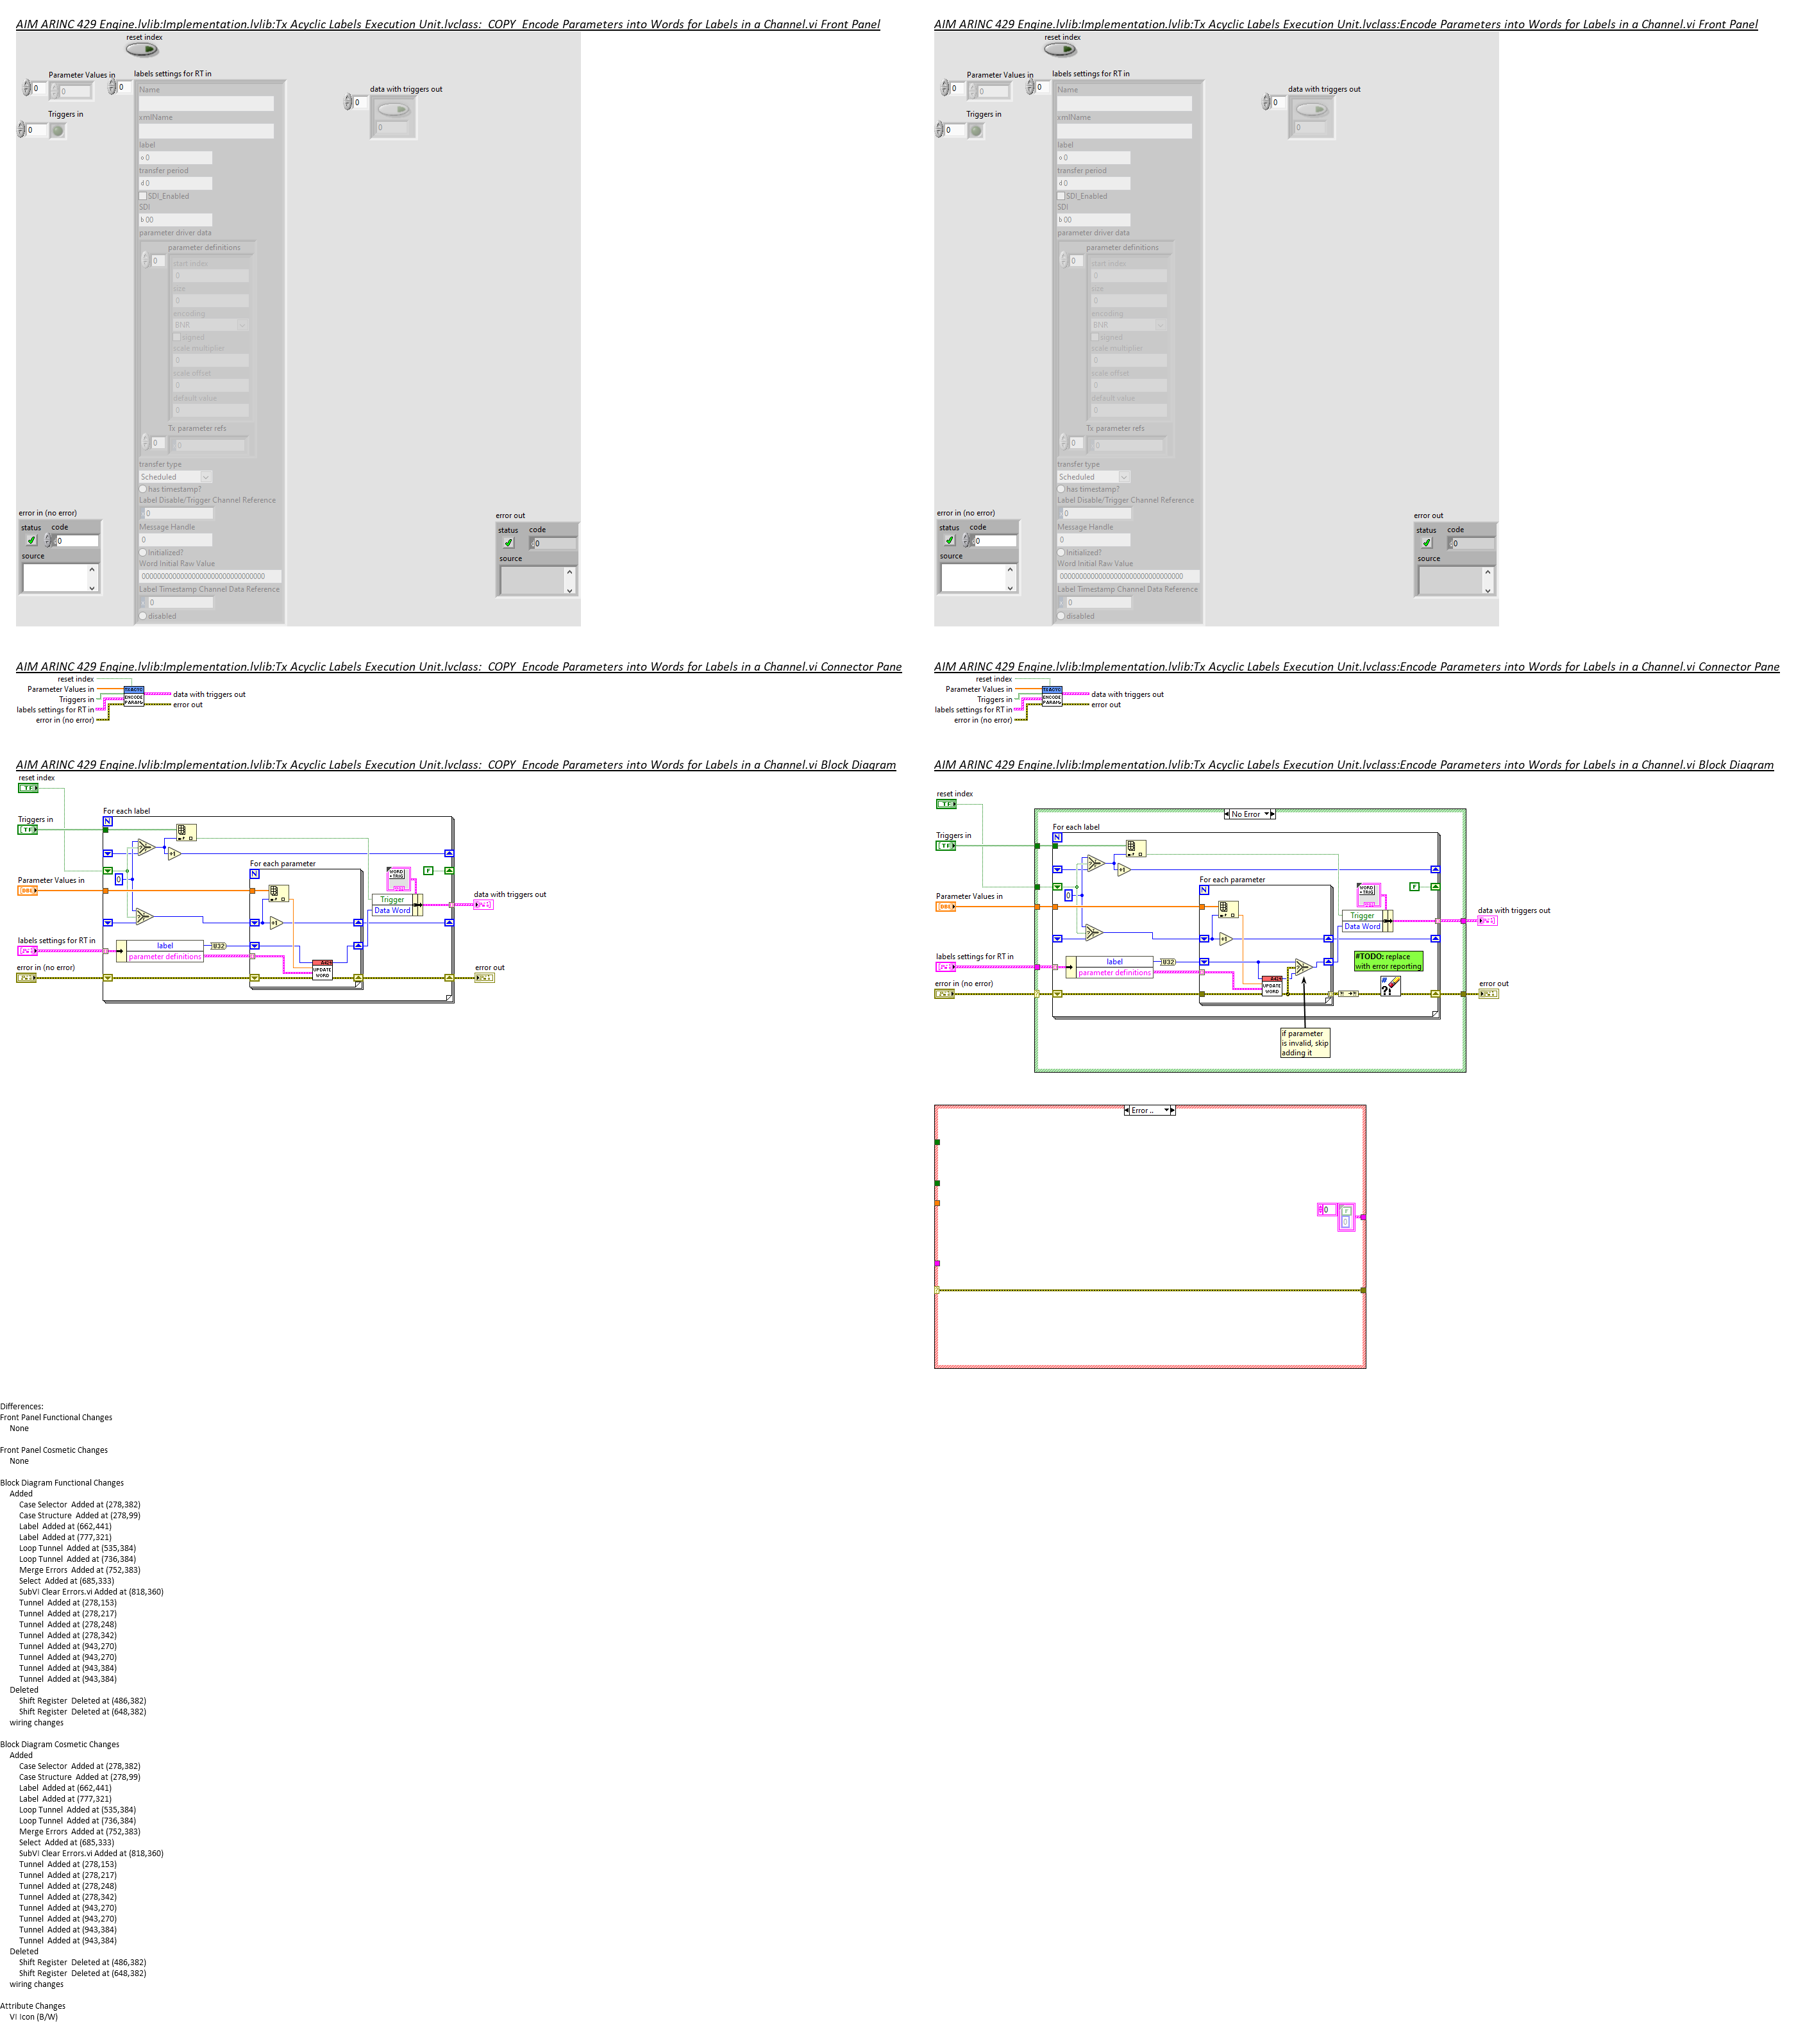 AIM ARINC 429 Engine.lvlib:Implementation.lvlib:Tx Acyclic Labels Execution Unit.lvclass:_COPY_Encode Parameters into Words for Labels in a Channel.vi Front Panel
reset index
Parameter Values in
0
0
Triggers in
0
labels settings for RT in
0
Name
xmlName
label
o 0
transfer period
d 0
SDI_Enabled
SDI
b 00
parameter driver data
parameter definitions
0
start index
0
size
0
encoding
BNR
signed
scale multiplier
0
scale offset
0
default value
0
Tx parameter refs
0
0
transfer type
Scheduled
has timestamp?
Label Disable/Trigger Channel Reference
0
Message Handle
0
Initialized?
Word Initial Raw Value
00000000000000000000000000000000
Label Timestamp Channel Data Reference
0
disabled
data with triggers out
0
0
error in (no error)
status code
0
source
error out
status code
0
source
AIM ARINC 429 Engine.lvlib:Implementation.lvlib:Tx Acyclic Labels Execution Unit.lvclass:Encode Parameters into Words for Labels in a Channel.vi Front Panel
reset index
Parameter Values in
0
0
Triggers in
0
labels settings for RT in
0
Name
xmlName
label
o 0
transfer period
d 0
SDI_Enabled
SDI
b 00
parameter driver data
parameter definitions
0
start index
0
size
0
encoding
BNR
signed
scale multiplier
0
scale offset
0
default value
0
Tx parameter refs
0
0
transfer type
Scheduled
has timestamp?
Label Disable/Trigger Channel Reference
0
Message Handle
0
Initialized?
Word Initial Raw Value
00000000000000000000000000000000
Label Timestamp Channel Data Reference
0
disabled
data with triggers out
0
0
error in (no error)
status code
0
source
error out
status code
0
source
AIM ARINC 429 Engine.lvlib:Implementation.lvlib:Tx Acyclic Labels Execution Unit.lvclass:_COPY_Encode Parameters into Words for Labels in a Channel.vi Connector Pane
reset index
Parameter Values in
Triggers in
labels settings for RT in
error in (no error)
TX ACYC
ENCODE
PARAMS
data with triggers out
error out
AIM ARINC 429 Engine.lvlib:Implementation.lvlib:Tx Acyclic Labels Execution Unit.lvclass:Encode Parameters into Words for Labels in a Channel.vi Connector Pane
reset index
Parameter Values in
Triggers in
labels settings for RT in
error in (no error)
TX ACYC
ENCODE
PARAMS
data with triggers out
error out
AIM ARINC 429 Engine.lvlib:Implementation.lvlib:Tx Acyclic Labels Execution Unit.lvclass:_COPY_Encode Parameters into Words for Labels in a Channel.vi Block Diagram
reset index
TF
For each label
N
Triggers in
TF
+1
0
For each parameter
N
Parameter Values in
DBL
+1
WORD
+ TRIG
F
Trigger
Data Word
data with triggers out
labels settings for RT in
label
parameter definitions
U32
A429
UPDATE
WORD
error in (no error)
error out
AIM ARINC 429 Engine.lvlib:Implementation.lvlib:Tx Acyclic Labels Execution Unit.lvclass:Encode Parameters into Words for Labels in a Channel.vi Block Diagram
reset index
TF
No Error
For each label
N
Triggers in
TF
+1
0
For each parameter
N
Parameter Values in
DBL
+1
WORD
+ TRIG
F
Trigger
Data Word
data with triggers out
labels settings for RT in
label
parameter definitions
U32
#TODO: replace
with error reporting
A429
UPDATE
WORD
error in (no error)
error out
if parameter
is invalid, skip
adding it
Error ..
0
F
0
Differences:
Front Panel Functional Changes
None
Front Panel Cosmetic Changes
None
Block Diagram Functional Changes
Added
Case Selector Added at (278,382)
Case Structure Added at (278,99)
Label Added at (662,441)
Label Added at (777,321)
Loop Tunnel Added at (535,384)
Loop Tunnel Added at (736,384)
Merge Errors Added at (752,383)
Select Added at (685,333)
SubVI Clear Errors.vi Added at (818,360)
Tunnel Added at (278,153)
Tunnel Added at (278,217)
Tunnel Added at (278,248)
Tunnel Added at (278,342)
Tunnel Added at (943,270)
Tunnel Added at (943,270)
Tunnel Added at (943,384)
Tunnel Added at (943,384)
Deleted
Shift Register Deleted at (486,382)
Shift Register Deleted at (648,382)
wiring changes
Block Diagram Cosmetic Changes
Added
Case Selector Added at (278,382)
Case Structure Added at (278,99)
Label Added at (662,441)
Label Added at (777,321)
Loop Tunnel Added at (535,384)
Loop Tunnel Added at (736,384)
Merge Errors Added at (752,383)
Select Added at (685,333)
SubVI Clear Errors.vi Added at (818,360)
Tunnel Added at (278,153)
Tunnel Added at (278,217)
Tunnel Added at (278,248)
Tunnel Added at (278,342)
Tunnel Added at (943,270)
Tunnel Added at (943,270)
Tunnel Added at (943,384)
Tunnel Added at (943,384)
Deleted
Shift Register Deleted at (486,382)
Shift Register Deleted at (648,382)
wiring changes
Attribute Changes
VI Icon (B/W)